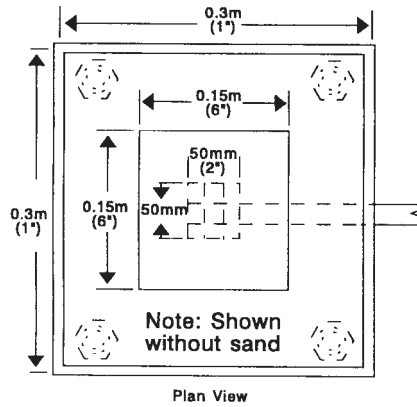 0.3m
(1")
0.15m
(6")
50mm
(2")
0.15m
(6")
50mm
0.3m
(1")
Note: Shown
without sand
Plan View